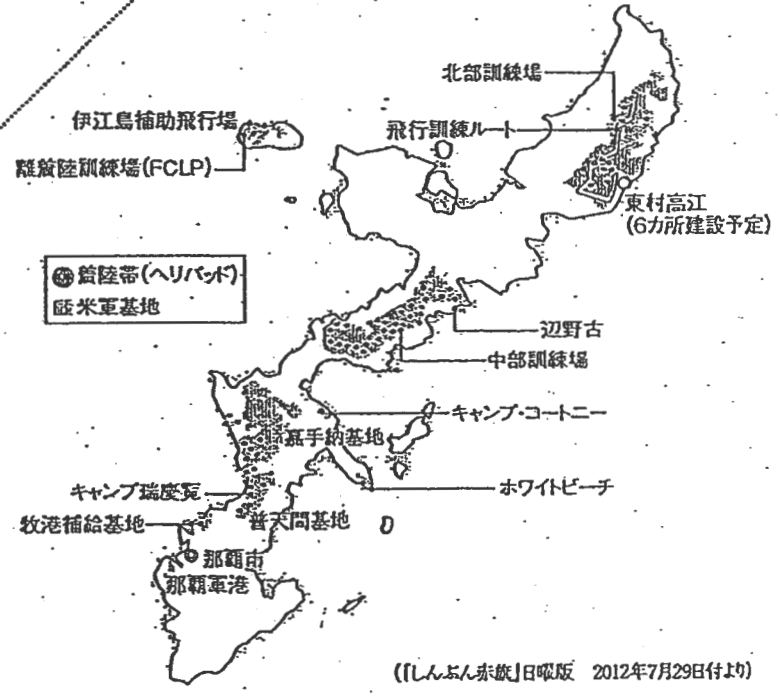 北部訓練場
伊江島補助飛行場
飛行訓練ルート
離着陸訓練場(FCLP)
東村高江
(6カ所建設予定)
着陸帯(ヘリパッド)
米軍基地
辺野古
中部訓練場
キャンプ・コートニー
嘉手納基地
キャンプ瑞慶覧
ホワイトビーチ
牧港補給基地
普天間基地
那覇市
那覇軍港
(「しんぶん赤旗」日曜版 2012年7月29日付より)